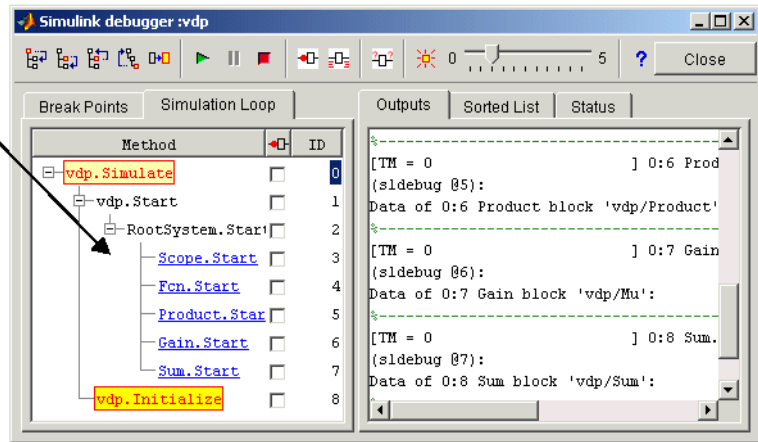 Simulink debugger :vdp
0 5 ? Close
Break Points Simulation Loop
Outputs Sorted List Status
Method ID
vdp.Simulate 0
vdp.Start 1
RootSystem.Start 2
Scope.Start 3
Fcn.Start 4
Product.Star 5
Gain.Start 6
Sum.Start 7
vdp.Initialize 8
%----------------------------------
[TM = 0 ] 0:6 Prod
(sldebug @5):
Data of 0:6 Product block 'vdp/Product'
%----------------------------------
[TM = 0 ] 0:7 Gain
(sldebug @6):
Data of 0:7 Gain block 'vdp/Mu':
%----------------------------------
[TM = 0 ] 0:8 Sum.
(sldebug @7):
Data of 0:8 Sum block 'vdp/Sum':